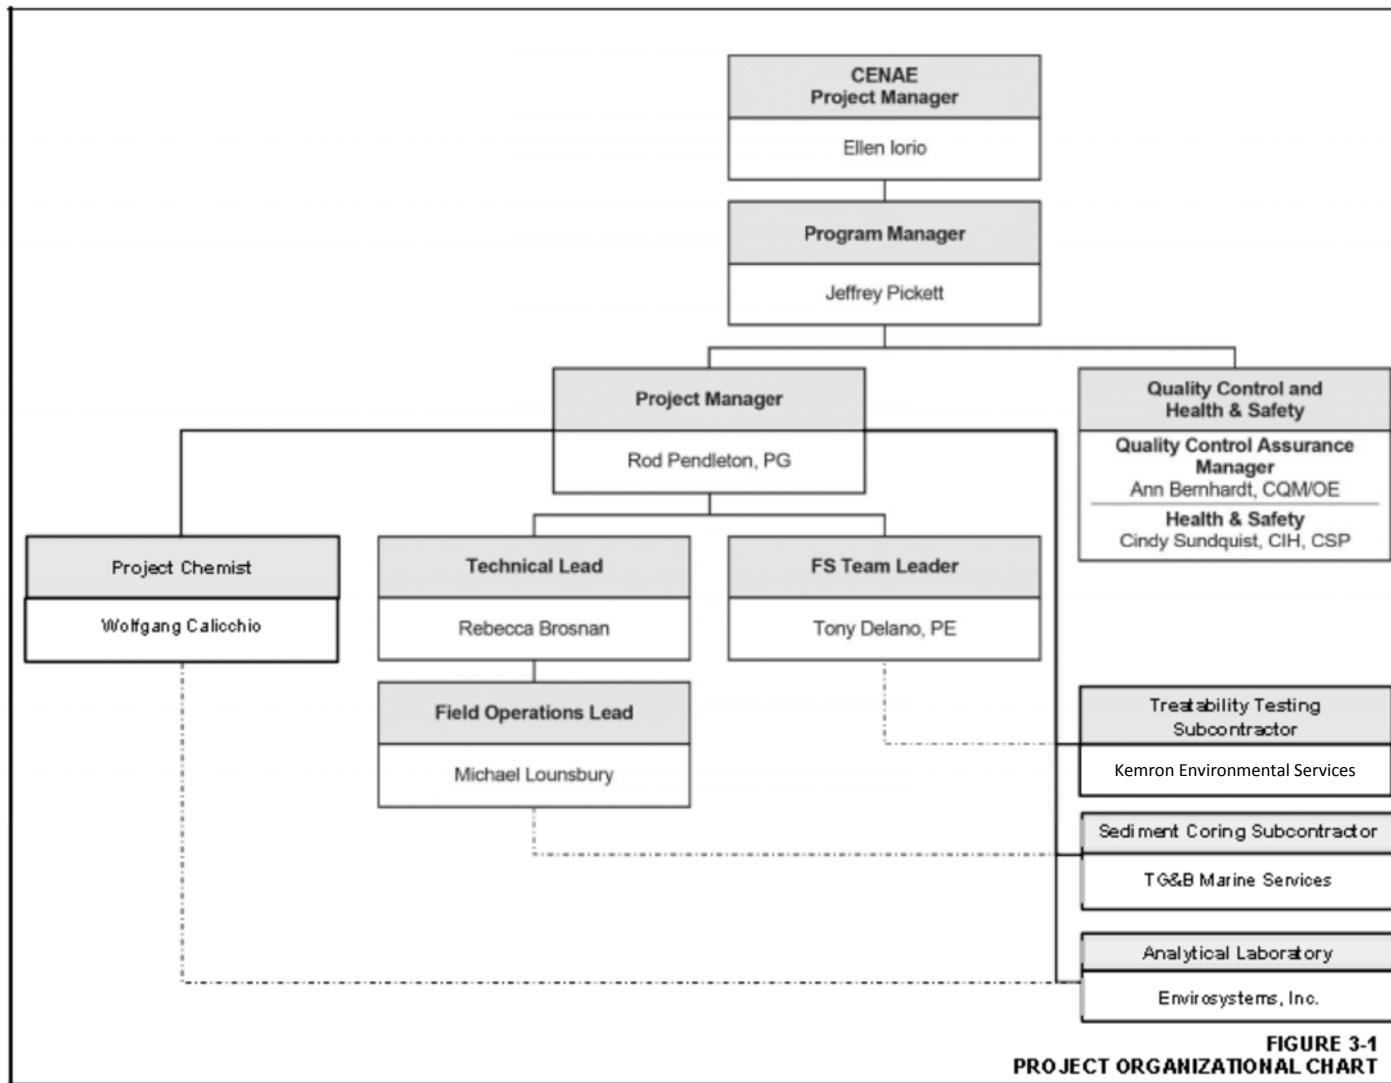 CENAE
Project Manager
Ellen Iorio
Program Manager
Jeffrey Pickett
Project Manager
Rod Pendleton, PG
Quality Control and
Health & Safety
Quality Control Assurance
Manager
Ann Bernhardt, CQM/OE
Health & Safety
Cindy Sundquist, CIH, CSP
Project Chemist
Wolfgang Calicchio
Technical Lead
Rebecca Brosnan
FS Team Leader
Tony Delano, PE
Field Operations Lead
Michael Lounsbury
Treatability Testing
Subcontractor
Kemron Environmental Services
Sediment Coring Subcontractor
TG&B Marine Services
Analytical Laboratory
Envirosystems, Inc.
FIGURE 3-1
PROJECT ORGANIZATIONAL CHART